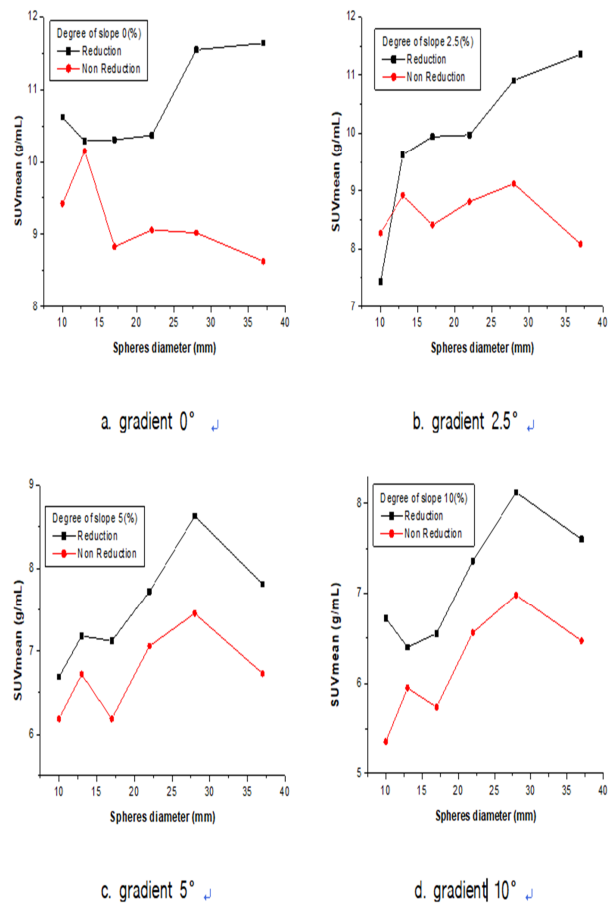 Degree of slope 0(%)
Reduction
Non Reduction
SUVmean (g/mL)
12
11
10
9
8
10 15 20 25 30 35 40
Spheres diameter (mm)
a. gradient 0° ↵
Degree of slope 2.5(%)
Reduction
Non Reduction
SUVmean (g/mL)
12
11
10
9
8
7
10 15 20 25 30 35 40
Spheres diameter (mm)
b. gradient 2.5° ↵
Degree of slope 5(%)
Reduction
Non Reduction
SUVmean (g/mL)
9
8
7
6
10 15 20 25 30 35 40
Spheres diameter (mm)
c. gradient 5° ↵
Degree of slope 10(%)
Reduction
Non Reduction
SUVmean (g/mL)
8
7
6
5
10 15 20 25 30 35 40
Spheres diameter (mm)
d. gradient 10° ↵